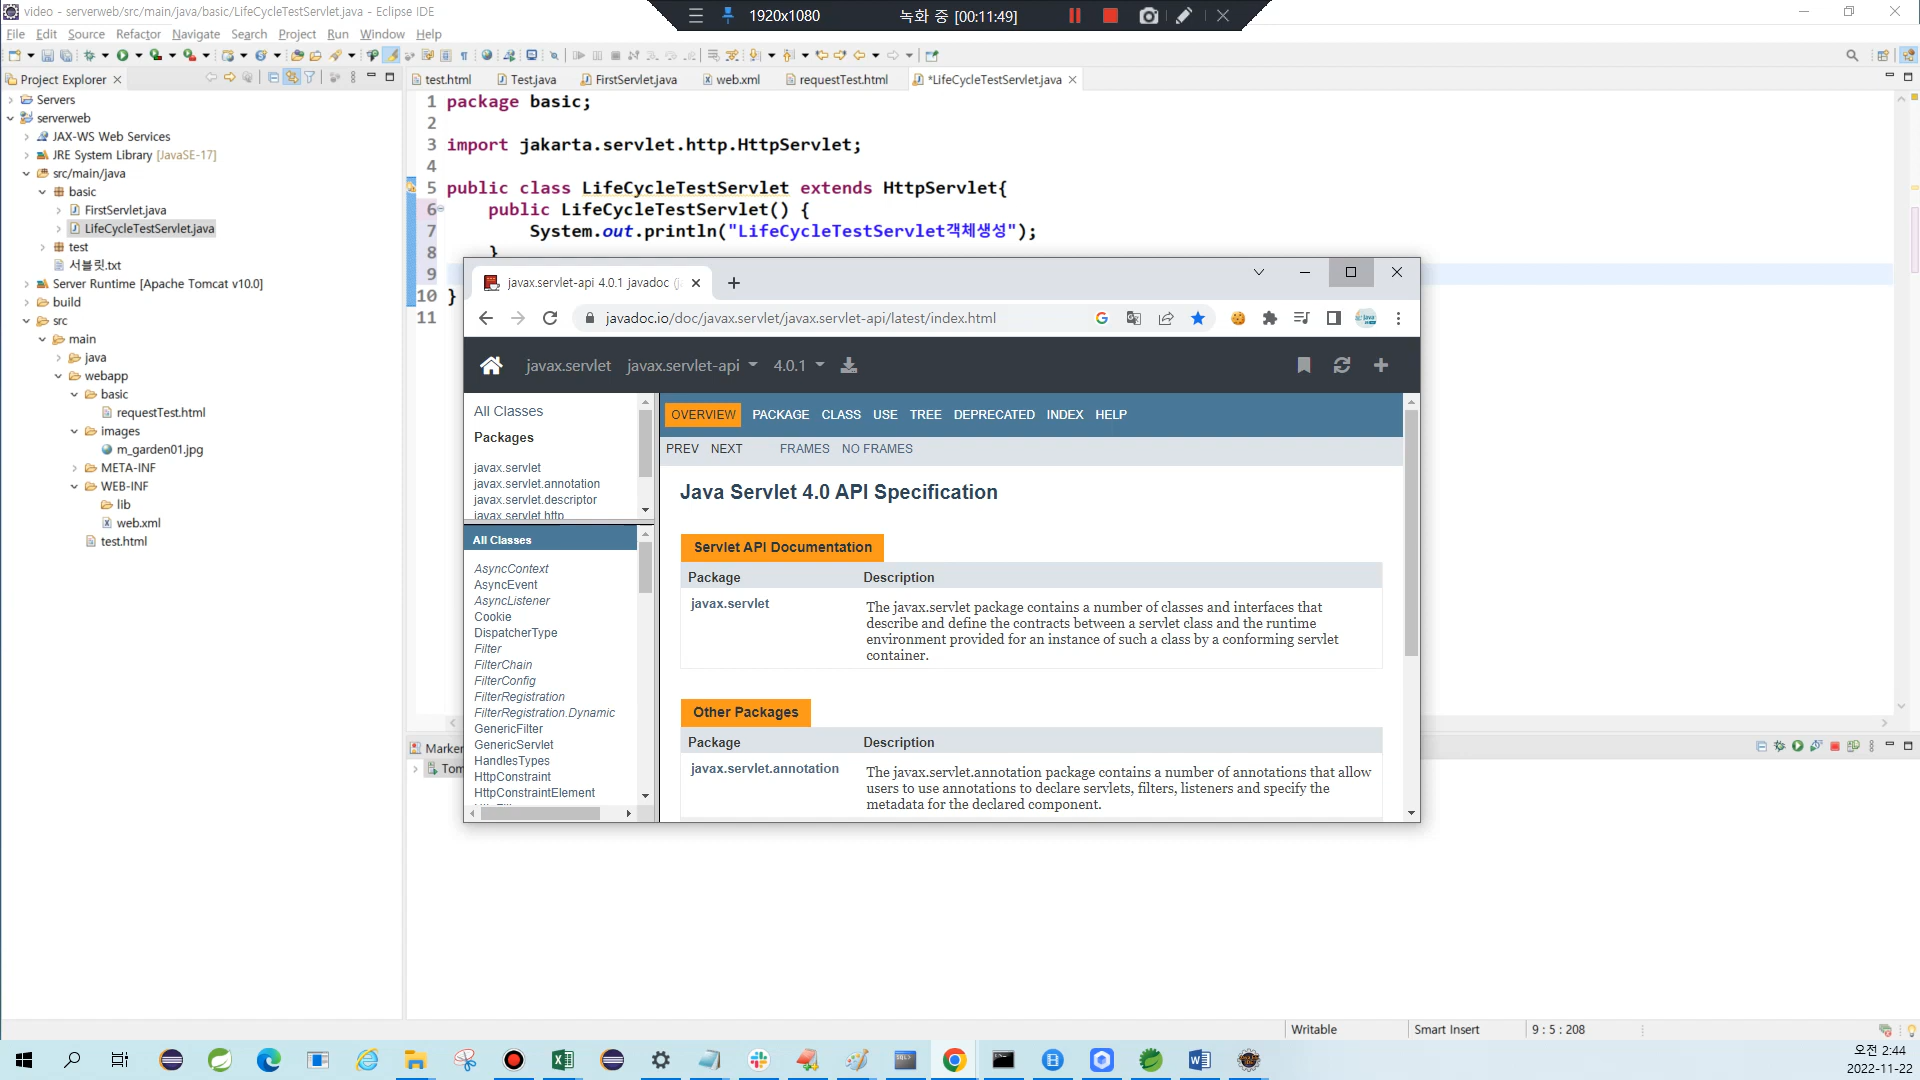 video - serverweb/src/main/java/basic/LifeCycleTestServlet.java - Eclipse IDE
1920x1080
녹화 중 [00:11:49]
File Edit Source Refactor Navigate Search Project Run Window Help
Project Explorer
test.html Test.java FirstServlet.java web.xml requestTest.html *LifeCycleTestServlet.java
Servers
serverweb
JAX-WS Web Services
JRE System Library [JavaSE-17]
src/main/java
basic
FirstServlet.java
LifeCycleTestServlet.java
test
서블릿.txt
Server Runtime [Apache Tomcat v10.0]
build
src
main
java
webapp
basic
requestTest.html
images
m_garden01.jpg
META-INF
WEB-INF
lib
web.xml
test.html
1 package basic;
2
3 import jakarta.servlet.http.HttpServlet;
4
5 public class LifeCycleTestServlet extends HttpServlet{
6 public LifeCycleTestServlet() {
7 System.out.println("LifeCycleTestServlet객체생성");
8 }
9
10 }
11
javax.servlet-api 4.0.1 javadoc (j
javadoc.io/doc/javax.servlet/javax.servlet-api/latest/index.html
javax.servlet javax.servlet-api 4.0.1
All Classes
Packages
javax.servlet
javax.servlet.annotation
javax.servlet.descriptor
javax.servlet.http
All Classes
AsyncContext
AsyncEvent
AsyncListener
Cookie
DispatcherType
Filter
FilterChain
FilterConfig
FilterRegistration
FilterRegistration.Dynamic
GenericFilter
GenericServlet
HandlesTypes
HttpConstraint
HttpConstraintElement
OVERVIEW PACKAGE CLASS USE TREE DEPRECATED INDEX HELP
PREV NEXT FRAMES NO FRAMES
Java Servlet 4.0 API Specification
Servlet API Documentation
Package Description
javax.servlet
The javax.servlet package contains a number of classes and interfaces that
describe and define the contracts between a servlet class and the runtime
environment provided for an instance of such a class by a conforming servlet
container.
Other Packages
Package Description
javax.servlet.annotation
The javax.servlet.annotation package contains a number of annotations that allow
users to use annotations to declare servlets, filters, listeners and specify the
metadata for the declared component.
Marker
Tom
Writable Smart Insert 9 : 5 : 208
오전 2:44
2022-11-22